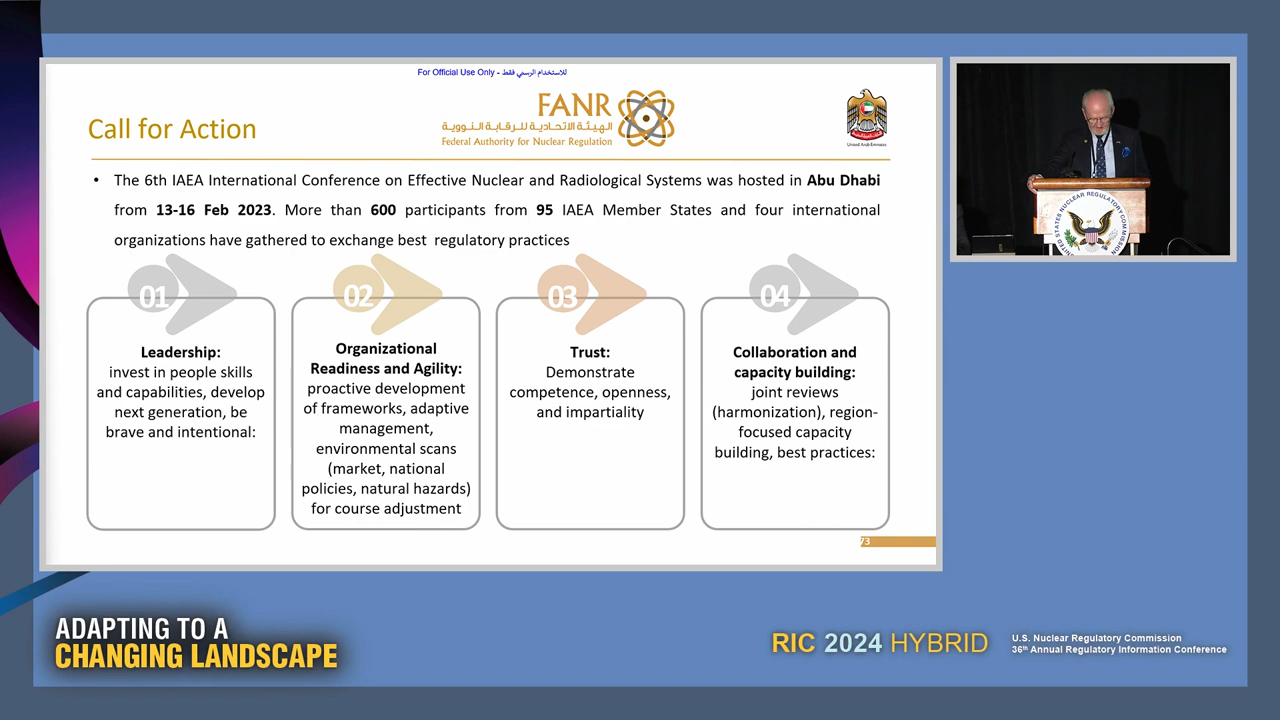 For Official Use Only - للاستخدام الرسمي فقط
FANR
الهيئة الاتحادية للرقابة النووية
Federal Authority for Nuclear Regulation
United Arab Emirates
Call for Action
• The 6th IAEA International Conference on Effective Nuclear and Radiological Systems was hosted in Abu Dhabi
from 13-16 Feb 2023. More than 600 participants from 95 IAEA Member States and four international
organizations have gathered to exchange best regulatory practices
01
Leadership:
invest in people skills
and capabilities, develop
next generation, be
brave and intentional:
02
Organizational
Readiness and Agility:
proactive development
of frameworks, adaptive
management,
environmental scans
(market, national
policies, natural hazards)
for course adjustment
03
Trust:
Demonstrate
competence, openness,
and impartiality
04
Collaboration and
capacity building:
joint reviews
(harmonization), region-
focused capacity
building, best practices:
73
UNITED STATES NUCLEAR REGULATORY COMMISSION
ADAPTING TO A
CHANGING LANDSCAPE
RIC 2024 HYBRID
U.S. Nuclear Regulatory Commission
36th Annual Regulatory Information Conference